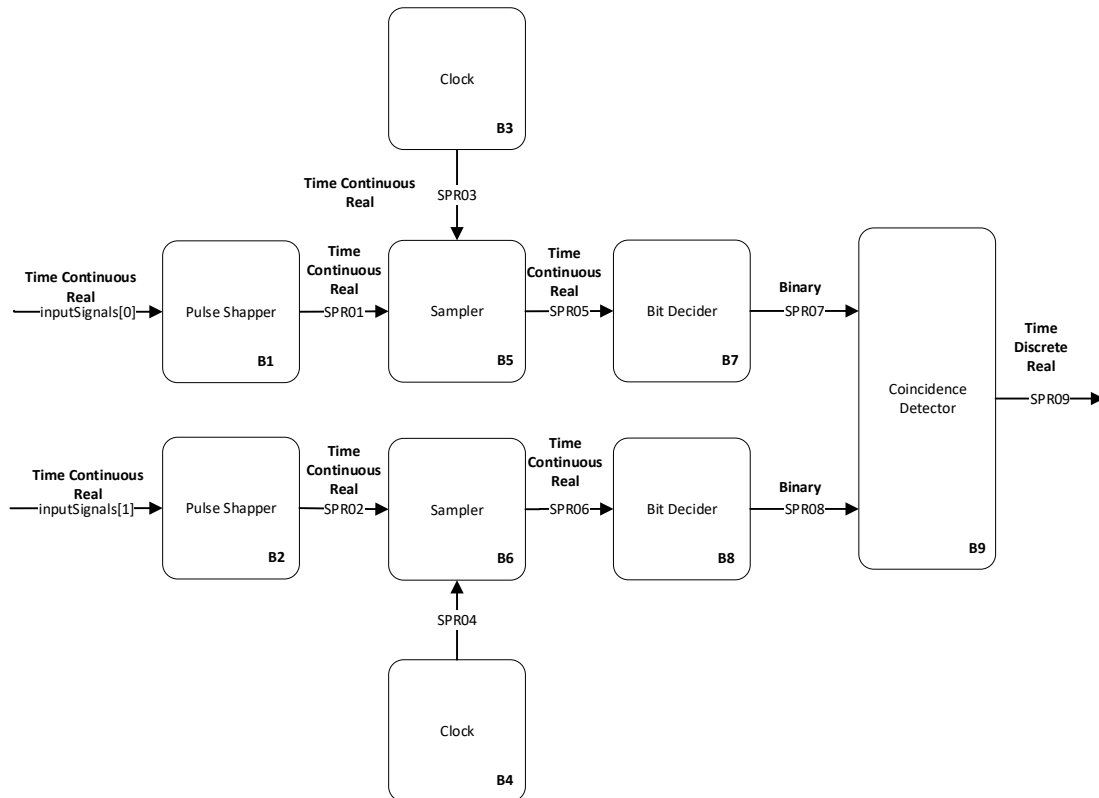 Clock
B3
Time Continuous
Real
SPR03
Time Continuous
Real
inputSignals[0]
Pulse Shapper
B1
Time
Continuous
Real
SPR01
Sampler
B5
Time
Continuous
Real
SPR05
Bit Decider
B7
Binary
SPR07
Coincidence
Detector
B9
Time
Discrete
Real
SPR09
Time Continuous
Real
inputSignals[1]
Pulse Shapper
B2
Time
Continuous
Real
SPR02
Sampler
B6
Time
Continuous
Real
SPR06
Bit Decider
B8
Binary
SPR08
SPR04
Clock
B4